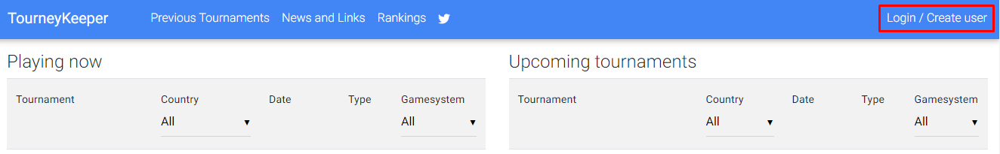 TourneyKeeper Previous Tournaments News and Links Rankings Login / Create user
Playing now
Tournament Country Date Type Gamesystem
All All
Upcoming tournaments
Tournament Country Date Type Gamesystem
All All